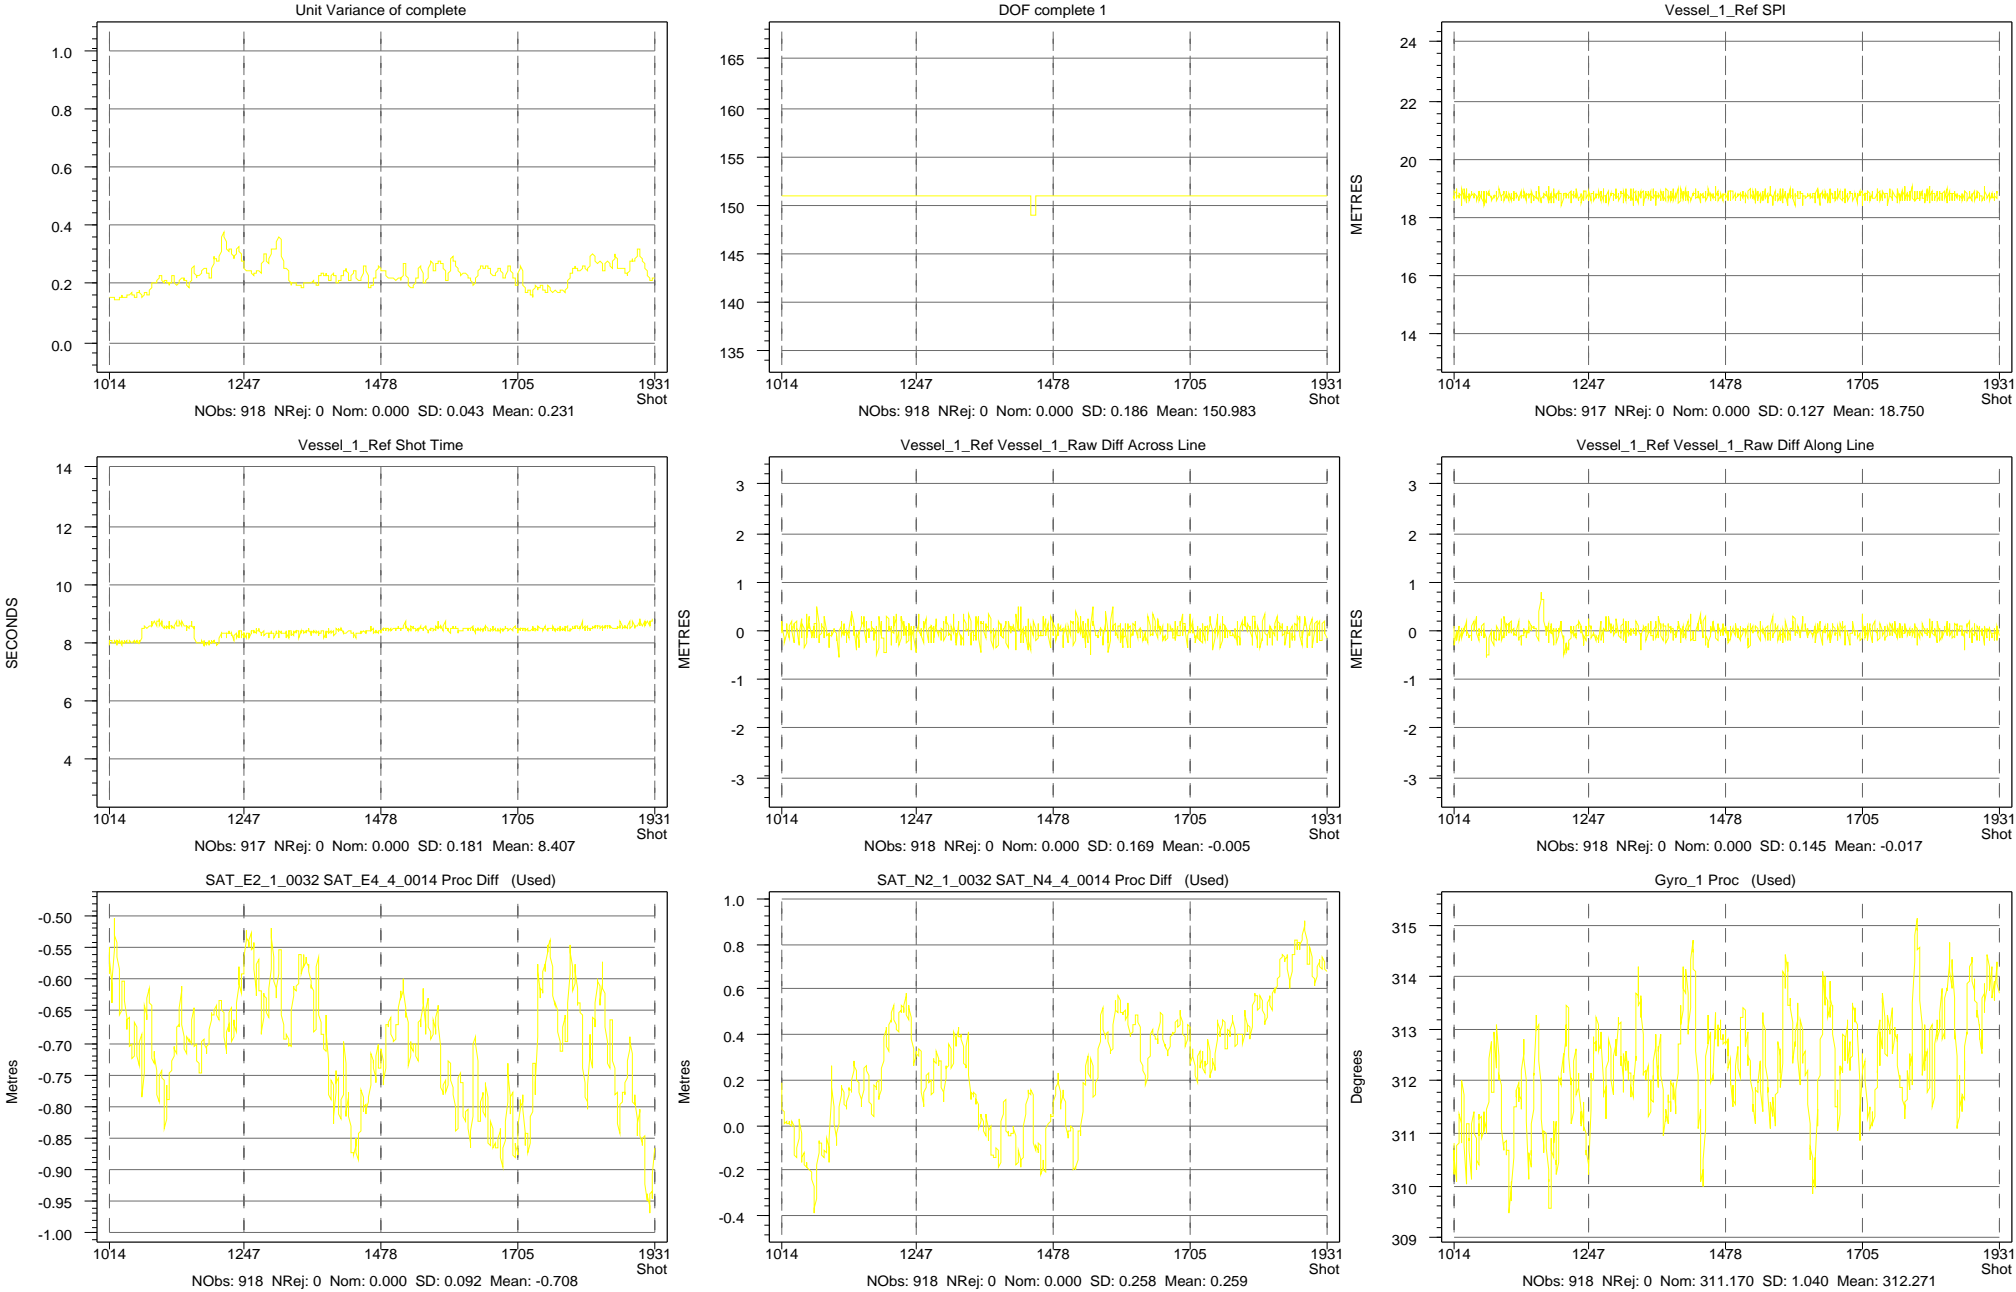 Unit Variance of complete
1.0
0.8
0.6
0.4
0.2
0.0
1014 1247 1478 1705 1931
Shot
NObs: 918 NRej: 0 Nom: 0.000 SD: 0.043 Mean: 0.231
DOF complete 1
165
160
155
150
145
140
135
1014 1247 1478 1705 1931
Shot
NObs: 918 NRej: 0 Nom: 0.000 SD: 0.186 Mean: 150.983
Vessel_1_Ref SPI
METRES
24
22
20
18
16
14
1014 1247 1478 1705 1931
Shot
NObs: 917 NRej: 0 Nom: 0.000 SD: 0.127 Mean: 18.750
Vessel_1_Ref Shot Time
SECONDS
14
12
10
8
6
4
1014 1247 1478 1705 1931
Shot
NObs: 917 NRej: 0 Nom: 0.000 SD: 0.181 Mean: 8.407
Vessel_1_Ref Vessel_1_Raw Diff Across Line
METRES
3
2
1
0
-1
-2
-3
1014 1247 1478 1705 1931
Shot
NObs: 918 NRej: 0 Nom: 0.000 SD: 0.169 Mean: -0.005
Vessel_1_Ref Vessel_1_Raw Diff Along Line
METRES
3
2
1
0
-1
-2
-3
1014 1247 1478 1705 1931
Shot
NObs: 918 NRej: 0 Nom: 0.000 SD: 0.145 Mean: -0.017
SAT_E2_1_0032 SAT_E4_4_0014 Proc Diff (Used)
Metres
-0.50
-0.55
-0.60
-0.65
-0.70
-0.75
-0.80
-0.85
-0.90
-0.95
-1.00
1014 1247 1478 1705 1931
Shot
NObs: 918 NRej: 0 Nom: 0.000 SD: 0.092 Mean: -0.708
SAT_N2_1_0032 SAT_N4_4_0014 Proc Diff (Used)
Metres
1.0
0.8
0.6
0.4
0.2
0.0
-0.2
-0.4
1014 1247 1478 1705 1931
Shot
NObs: 918 NRej: 0 Nom: 0.000 SD: 0.258 Mean: 0.259
Gyro_1 Proc (Used)
Degrees
315
314
313
312
311
310
309
1014 1247 1478 1705 1931
Shot
NObs: 918 NRej: 0 Nom: 311.170 SD: 1.040 Mean: 312.271